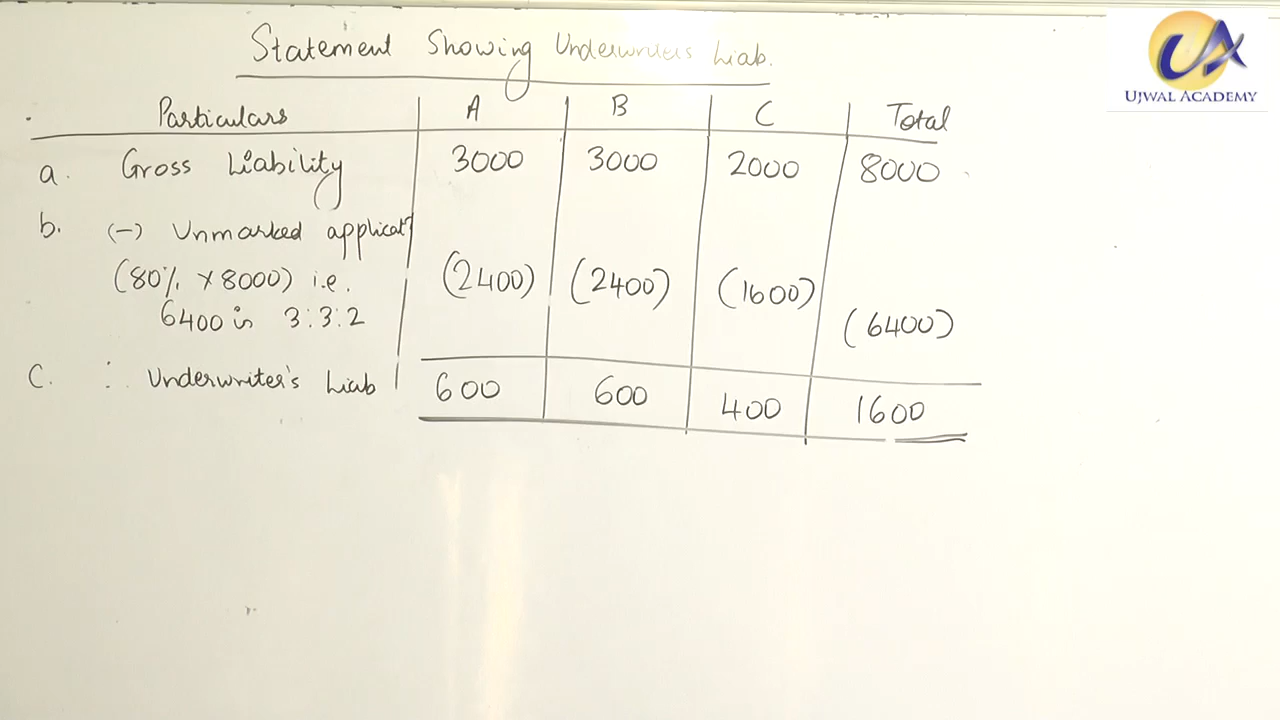 Statement Showing Underwriters Liab.
UJWAL ACADEMY
Particulars A B C Total
a. Gross Liability 3000 3000 2000 8000
b. (-) Unmarked applicatn
(80% x 8000) i.e. (2400) (2400) (1600)
6400 in 3:3:2 (6400)
C. ∴ Underwriter's Liab 600 600 400 1600